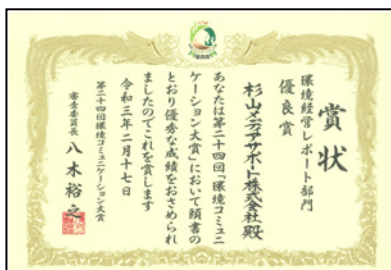 賞状
環境経営レポート部門
優良賞
杉山メディアサポート株式会社 殿
あなたは第二十四回「環境コミュニ
ケーション大賞」において頭書の
とおり優秀な成績をおさめられ
ましたのでこれを賞します
令和三年二月十七日
第二十四回環境コミュニケーション大賞
審査委員長 八木裕之